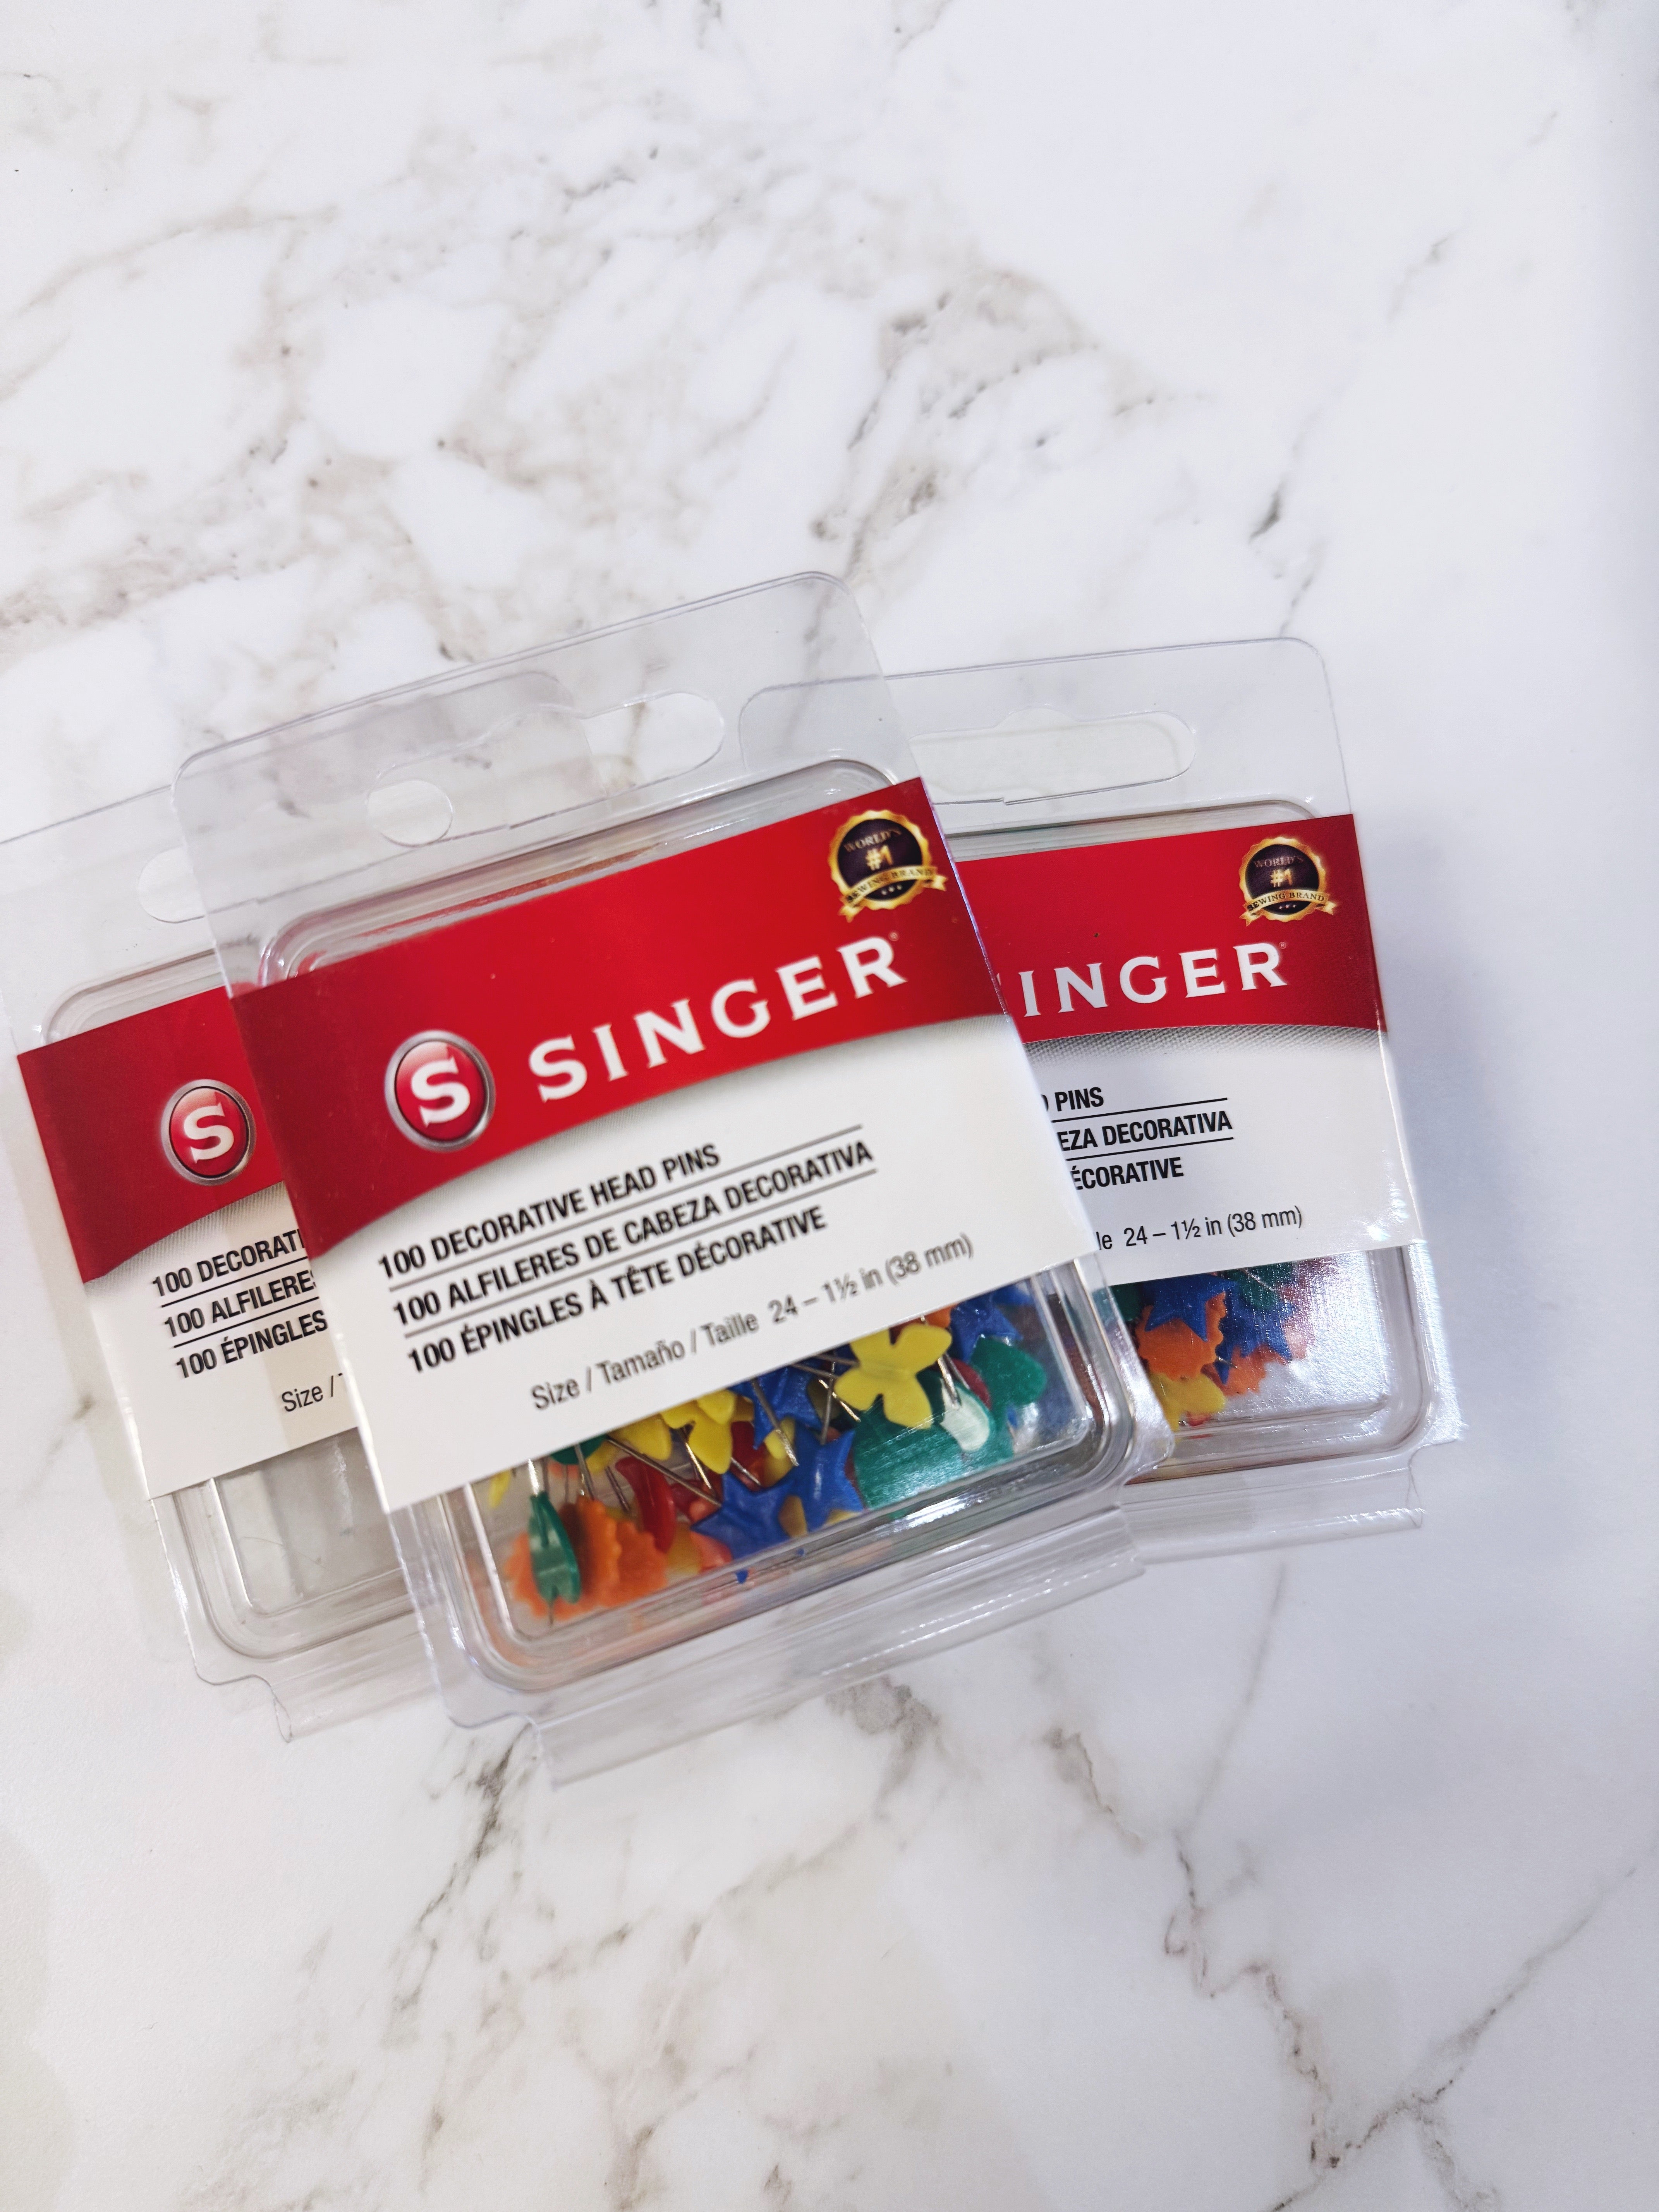 WORLD'S
#1
SEWING BRAND
S SINGER®
100 DECORATIVE HEAD PINS
100 ALFILERES DE CABEZA DECORATIVA
100 ÉPINGLES À TÊTE DÉCORATIVE
Size / Tamaño / Taille 24 – 1½ in (38 mm)
S
100 DECORATI
100 ALFILERES
100 ÉPINGLES
Size /
WORLD'S
#1
SEWING BRAND
INGER®
PINS
EZA DECORATIVA
ÉCORATIVE
le 24 – 1½ in (38 mm)